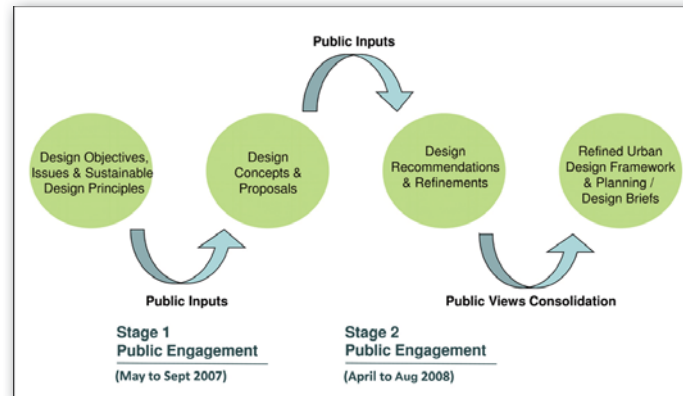 Public Inputs
Design Objectives,
Issues & Sustainable
Design Principles
Design
Concepts &
Proposals
Design
Recommendations
& Refinements
Refined Urban
Design Framework
& Planning /
Design Briefs
Public Inputs
Public Views Consolidation
Stage 1
Public Engagement
(May to Sept 2007)
Stage 2
Public Engagement
(April to Aug 2008)